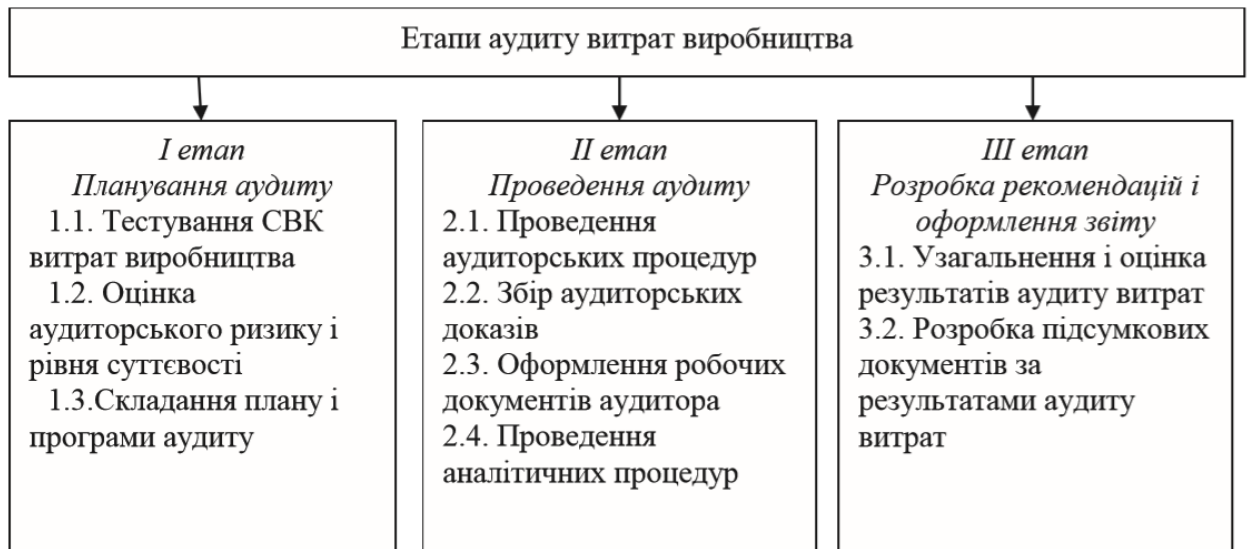 Етапи аудиту витрат виробництва
І етап
Планування аудиту
1.1. Тестування СВК
витрат виробництва
1.2. Оцінка
аудиторського ризику і
рівня суттєвості
1.3.Складання плану і
програми аудиту
ІІ етап
Проведення аудиту
2.1. Проведення
аудиторських процедур
2.2. Збір аудиторських
доказів
2.3. Оформлення робочих
документів аудитора
2.4. Проведення
аналітичних процедур
ІІІ етап
Розробка рекомендацій і
оформлення звіту
3.1. Узагальнення і оцінка
результатів аудиту витрат
3.2. Розробка підсумкових
документів за
результатами аудиту
витрат